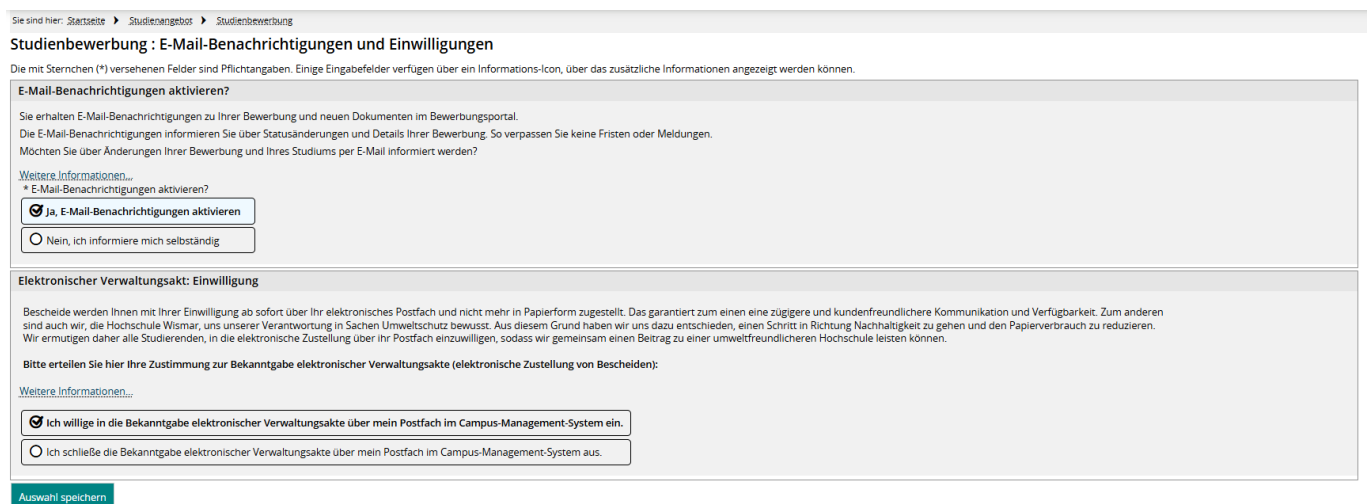 Sie sind hier: Startseite Studienangebot Studienbewerbung
Studienbewerbung : E-Mail-Benachrichtigungen und Einwilligungen
Die mit Sternchen (*) versehenen Felder sind Pflichtangaben. Einige Eingabefelder verfügen über ein Informations-Icon, über das zusätzliche Informationen angezeigt werden können.
E-Mail-Benachrichtigungen aktivieren?
Sie erhalten E-Mail-Benachrichtigungen zu Ihrer Bewerbung und neuen Dokumenten im Bewerbungsportal.
Die E-Mail-Benachrichtigungen informieren Sie über Statusänderungen und Details Ihrer Bewerbung. So verpassen Sie keine Fristen oder Meldungen.
Möchten Sie über Änderungen Ihrer Bewerbung und Ihres Studiums per E-Mail informiert werden?
Weitere Informationen...
* E-Mail-Benachrichtigungen aktivieren?
Ja, E-Mail-Benachrichtigungen aktivieren
Nein, ich informiere mich selbständig
Elektronischer Verwaltungsakt: Einwilligung
Bescheide werden Ihnen mit Ihrer Einwilligung ab sofort über Ihr elektronisches Postfach und nicht mehr in Papierform zugestellt. Das garantiert zum einen eine zügigere und kundenfreundlichere Kommunikation und Verfügbarkeit. Zum anderen
sind auch wir, die Hochschule Wismar, uns unserer Verantwortung in Sachen Umweltschutz bewusst. Aus diesem Grund haben wir uns dazu entschieden, einen Schritt in Richtung Nachhaltigkeit zu gehen und den Papierverbrauch zu reduzieren.
Wir ermutigen daher alle Studierenden, in die elektronische Zustellung über ihr Postfach einzuwilligen, sodass wir gemeinsam einen Beitrag zu einer umweltfreundlicheren Hochschule leisten können.
Bitte erteilen Sie hier Ihre Zustimmung zur Bekanntgabe elektronischer Verwaltungsakte (elektronische Zustellung von Bescheiden):
Weitere Informationen...
Ich willige in die Bekanntgabe elektronischer Verwaltungsakte über mein Postfach im Campus-Management-System ein.
Ich schließe die Bekanntgabe elektronischer Verwaltungsakte über mein Postfach im Campus-Management-System aus.
Auswahl speichern